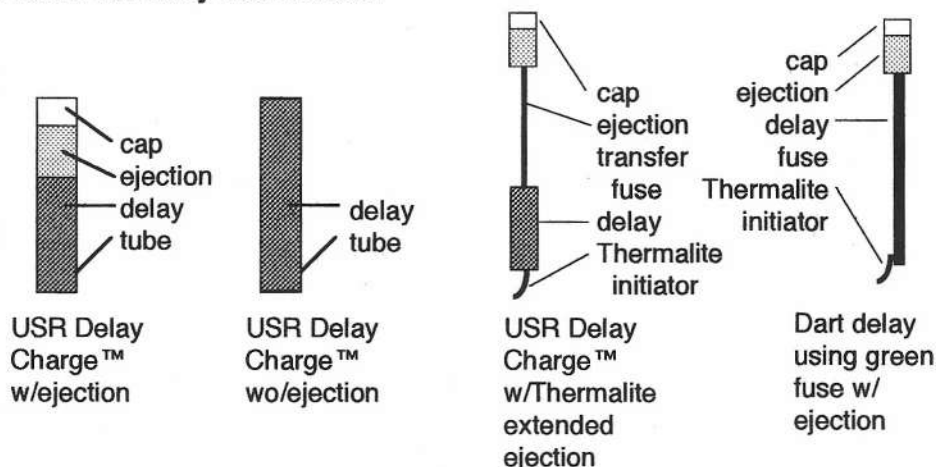 cap
ejection
delay
tube
USR Delay
Charge™
w/ejection
delay
tube
USR Delay
Charge™
wo/ejection
cap
ejection
transfer
fuse
delay
Thermalite
initiator
USR Delay
Charge™
w/Thermalite
extended
ejection
cap
ejection
delay
fuse
Thermalite
initiator
Dart delay
using green
fuse w/
ejection